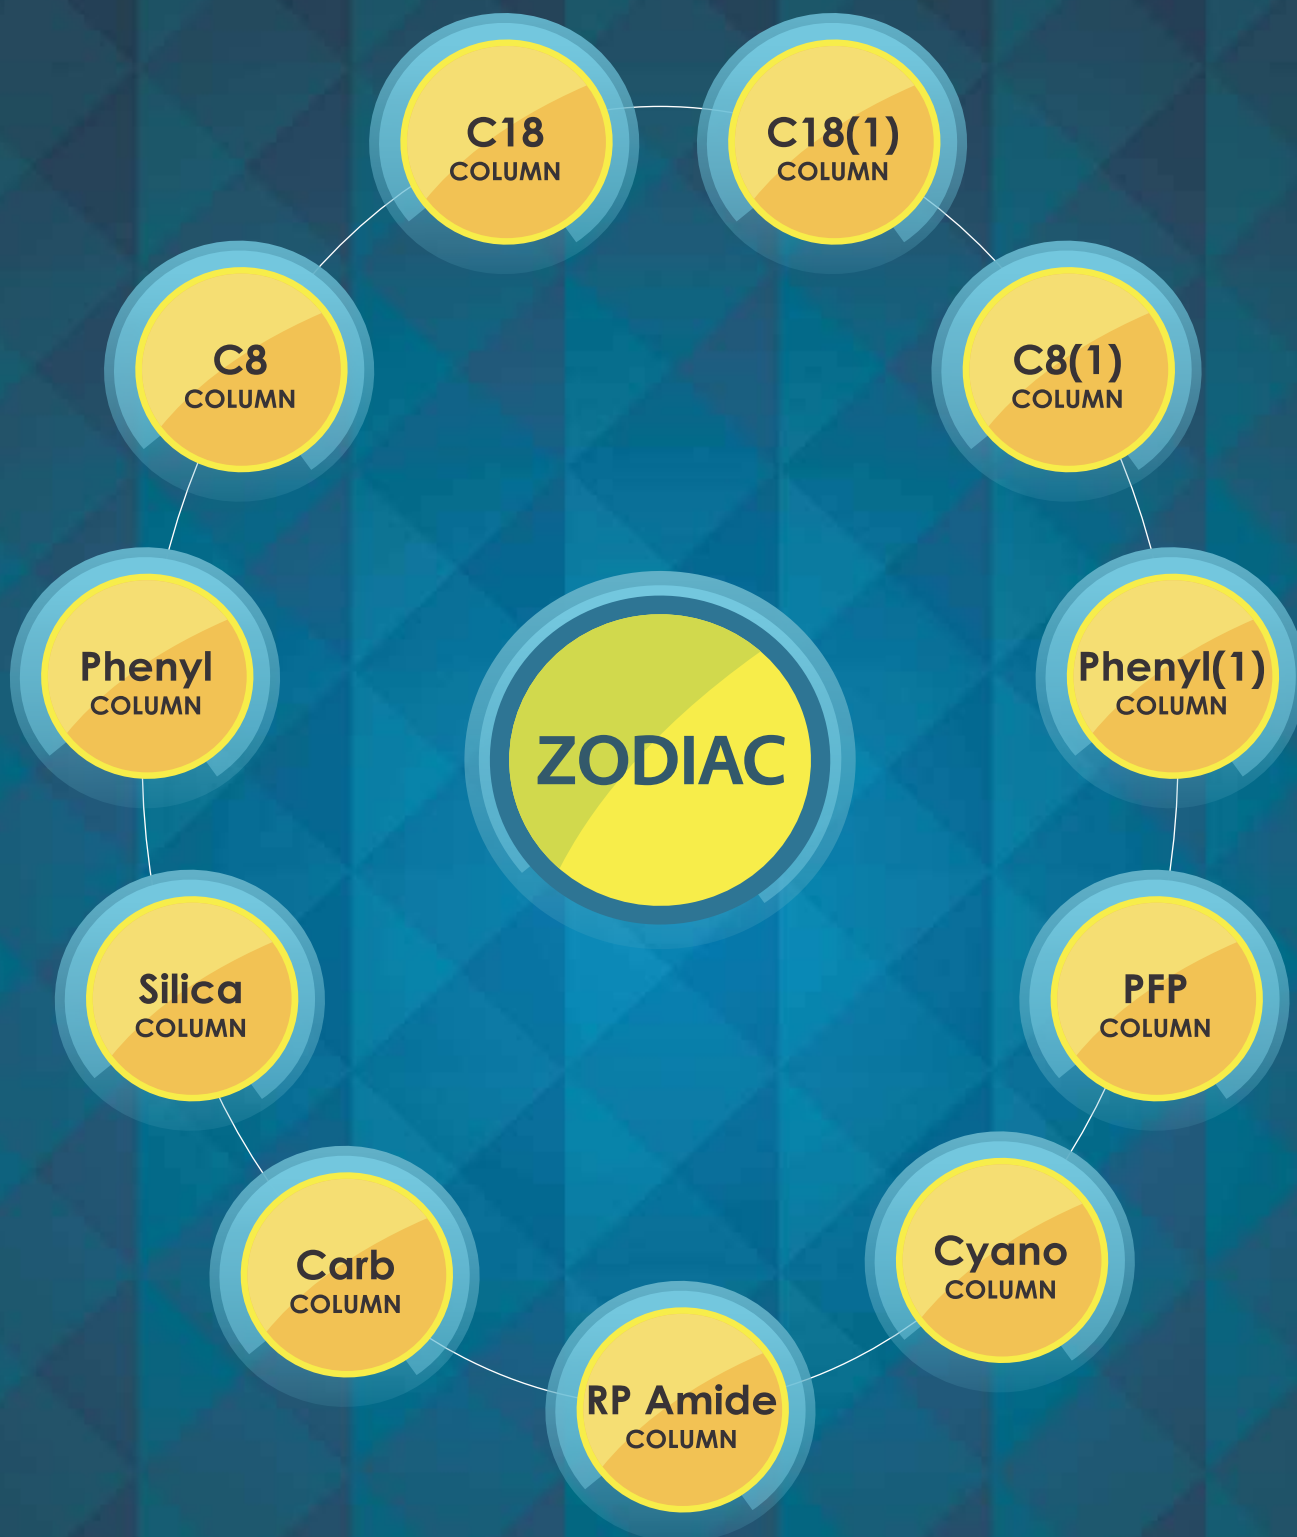 C18
COLUMN
C18(1)
COLUMN
C8
COLUMN
C8(1)
COLUMN
Phenyl
COLUMN
Phenyl(1)
COLUMN
ZODIAC
Silica
COLUMN
PFP
COLUMN
Carb
COLUMN
Cyano
COLUMN
RP Amide
COLUMN